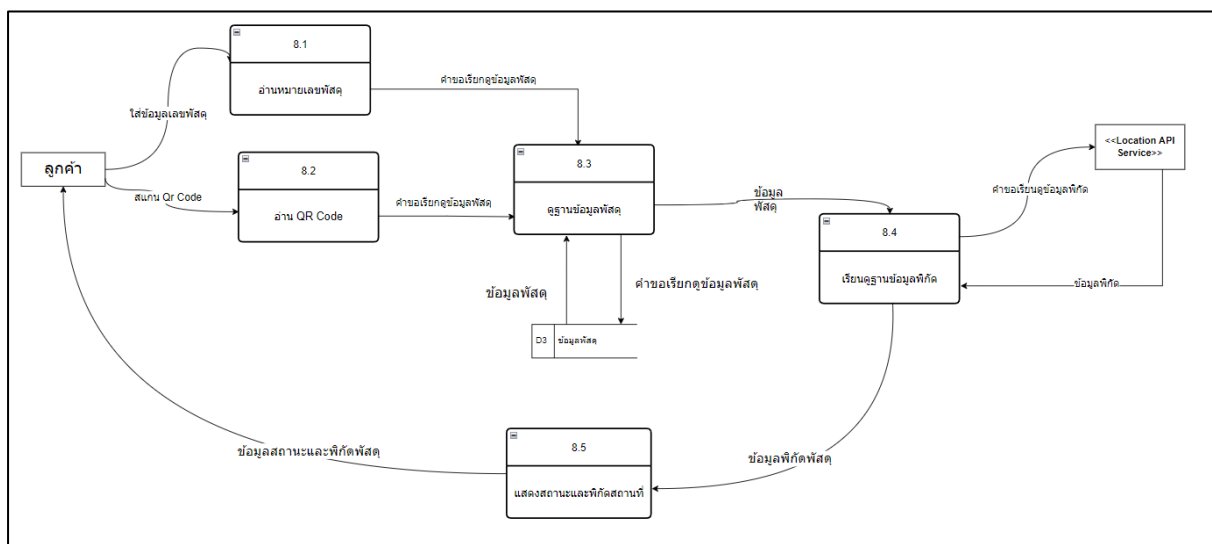 8.1
อ่านหมายเลขพัสดุ
คำขอเรียกดูข้อมูลพัสดุ
ใส่ข้อมูลเลขพัสดุ
ลูกค้า
สแกน Qr Code
8.2
อ่าน QR Code
คำขอเรียกดูข้อมูลพัสดุ
8.3
ดูฐานข้อมูลพัสดุ
ข้อมูล
พัสดุ
<<Location API
Service>>
คำขอเรียนดูข้อมูลพิกัด
8.4
เรียนดูฐานข้อมูลพิกัด
ข้อมูลพิกัด
ข้อมูลพัสดุ
คำขอเรียกดูข้อมูลพัสดุ
D3
ข้อมูลพัสดุ
ข้อมูลสถานะและพิกัดพัสดุ
8.5
แสดงสถานะและพิกัดสถานที่
ข้อมูลพิกัดพัสดุ